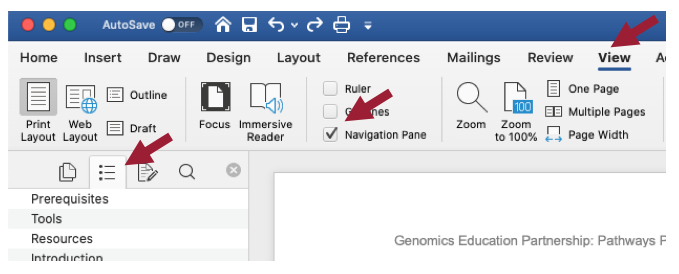 AutoSave OFF
Home Insert Draw Design Layout References Mailings Review View
Print Layout
Web Layout
Outline
Draft
Focus
Immersive Reader
Ruler
Navigation Pane
Zoom
100
Zoom to 100%
One Page
Multiple Pages
Page Width
Prerequisites
Tools
Resources
Introduction
Genomics Education Partnership: Pathways P